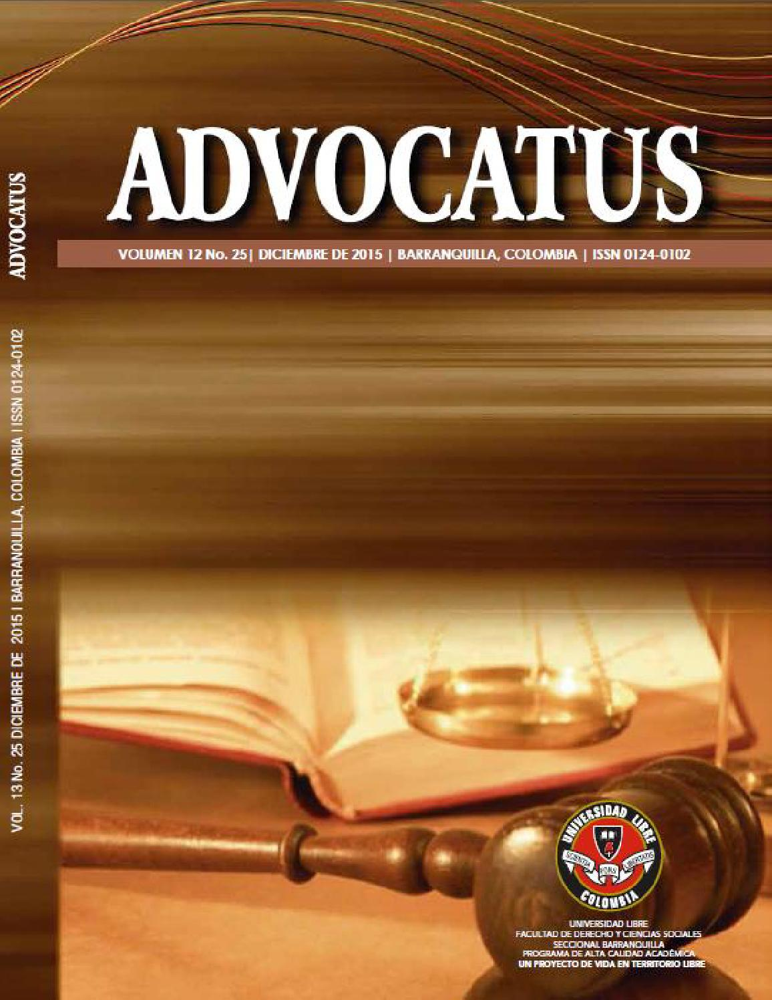 ADVOCATUS
VOLUMEN 12 No. 25| DICIEMBRE DE 2015 | BARRANQUILLA, COLOMBIA | ISSN 0124-0102
ADVOCATUS
VOL. 13 No. 25 DICIEMBRE DE 2015 I BARRANQUILLA, COLOMBIA I ISSN 0124-0102
UNIVERSIDAD LIBRE
SCIENTIA FONS LIBERTATIS
COLOMBIA
UNIVERSIDAD LIBRE
FACULTAD DE DERECHO Y CIENCIAS SOCIALES
SECCIONAL BARRANQUILLA
PROGRAMA DE ALTA CALIDAD ACADÉMICA
UN PROYECTO DE VIDA EN TERRITORIO LIBRE